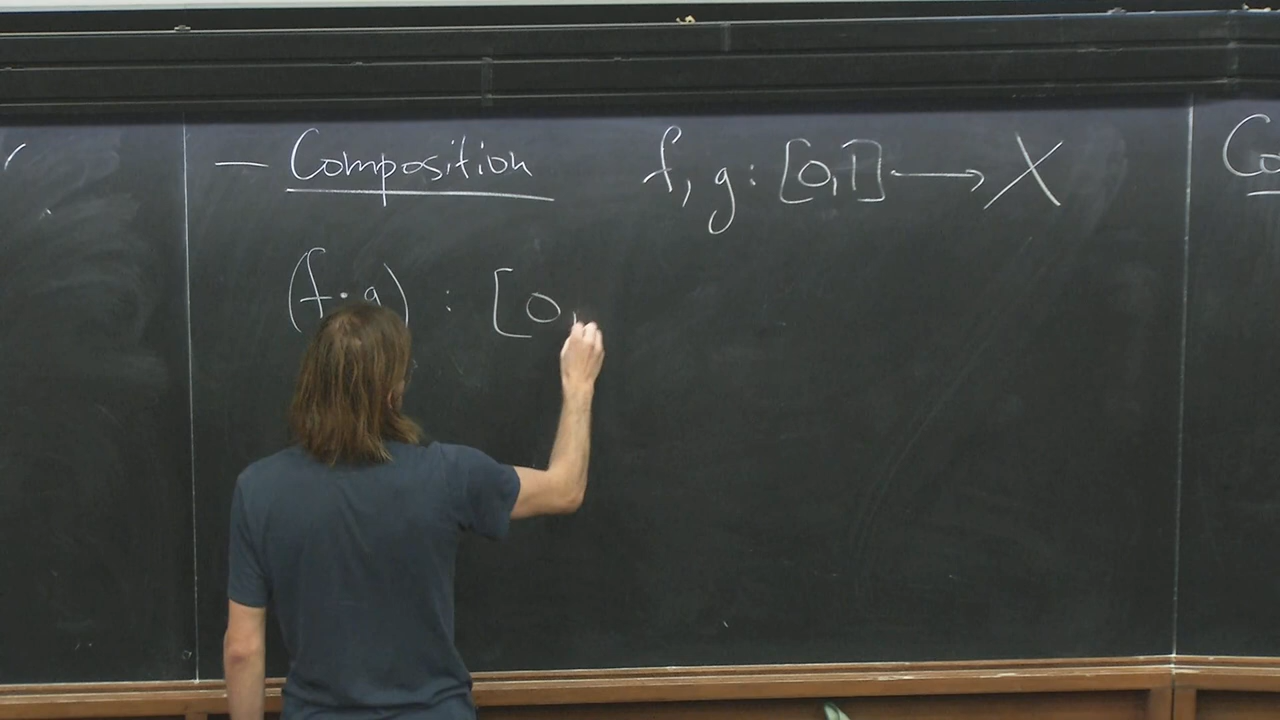 — Composition f, g : [0,1] ⟶ X
(f · g) : [0,